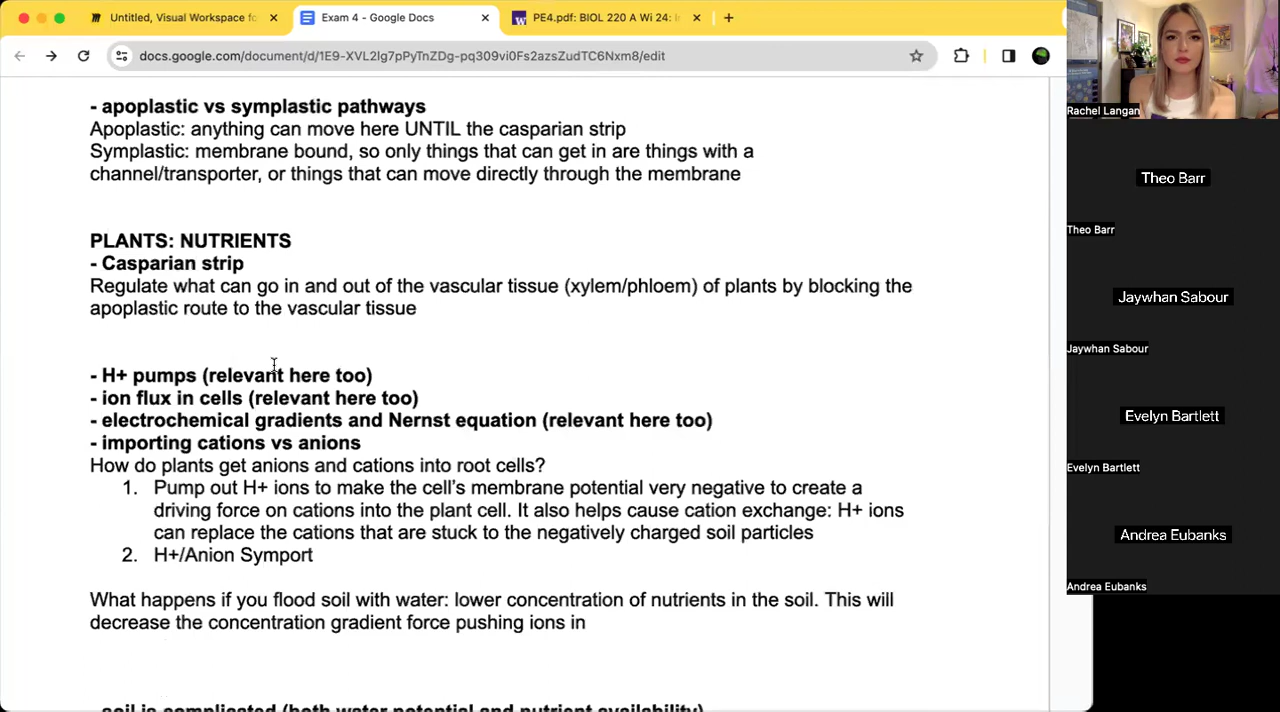 Untitled, Visual Workspace fo
Exam 4 - Google Docs
PE4.pdf: BIOL 220 A Wi 24: I
docs.google.com/document/d/1E9-XVL2lg7pPyTnZDg-pq309vi0Fs2azsZudTC6Nxm8/edit
- apoplastic vs symplastic pathways
Apoplastic: anything can move here UNTIL the casparian strip
Symplastic: membrane bound, so only things that can get in are things with a
channel/transporter, or things that can move directly through the membrane
PLANTS: NUTRIENTS
- Casparian strip
Regulate what can go in and out of the vascular tissue (xylem/phloem) of plants by blocking the
apoplastic route to the vascular tissue
- H+ pumps (relevant here too)
- ion flux in cells (relevant here too)
- electrochemical gradients and Nernst equation (relevant here too)
- importing cations vs anions
How do plants get anions and cations into root cells?
1. Pump out H+ ions to make the cell's membrane potential very negative to create a
driving force on cations into the plant cell. It also helps cause cation exchange: H+ ions
can replace the cations that are stuck to the negatively charged soil particles
2. H+/Anion Symport
What happens if you flood soil with water: lower concentration of nutrients in the soil. This will
decrease the concentration gradient force pushing ions in
- soil is complicated (both water potential and nutrient availability)
Rachel Langan
Theo Barr
Theo Barr
Jaywhan Sabour
Jaywhan Sabour
Evelyn Bartlett
Evelyn Bartlett
Andrea Eubanks
Andrea Eubanks